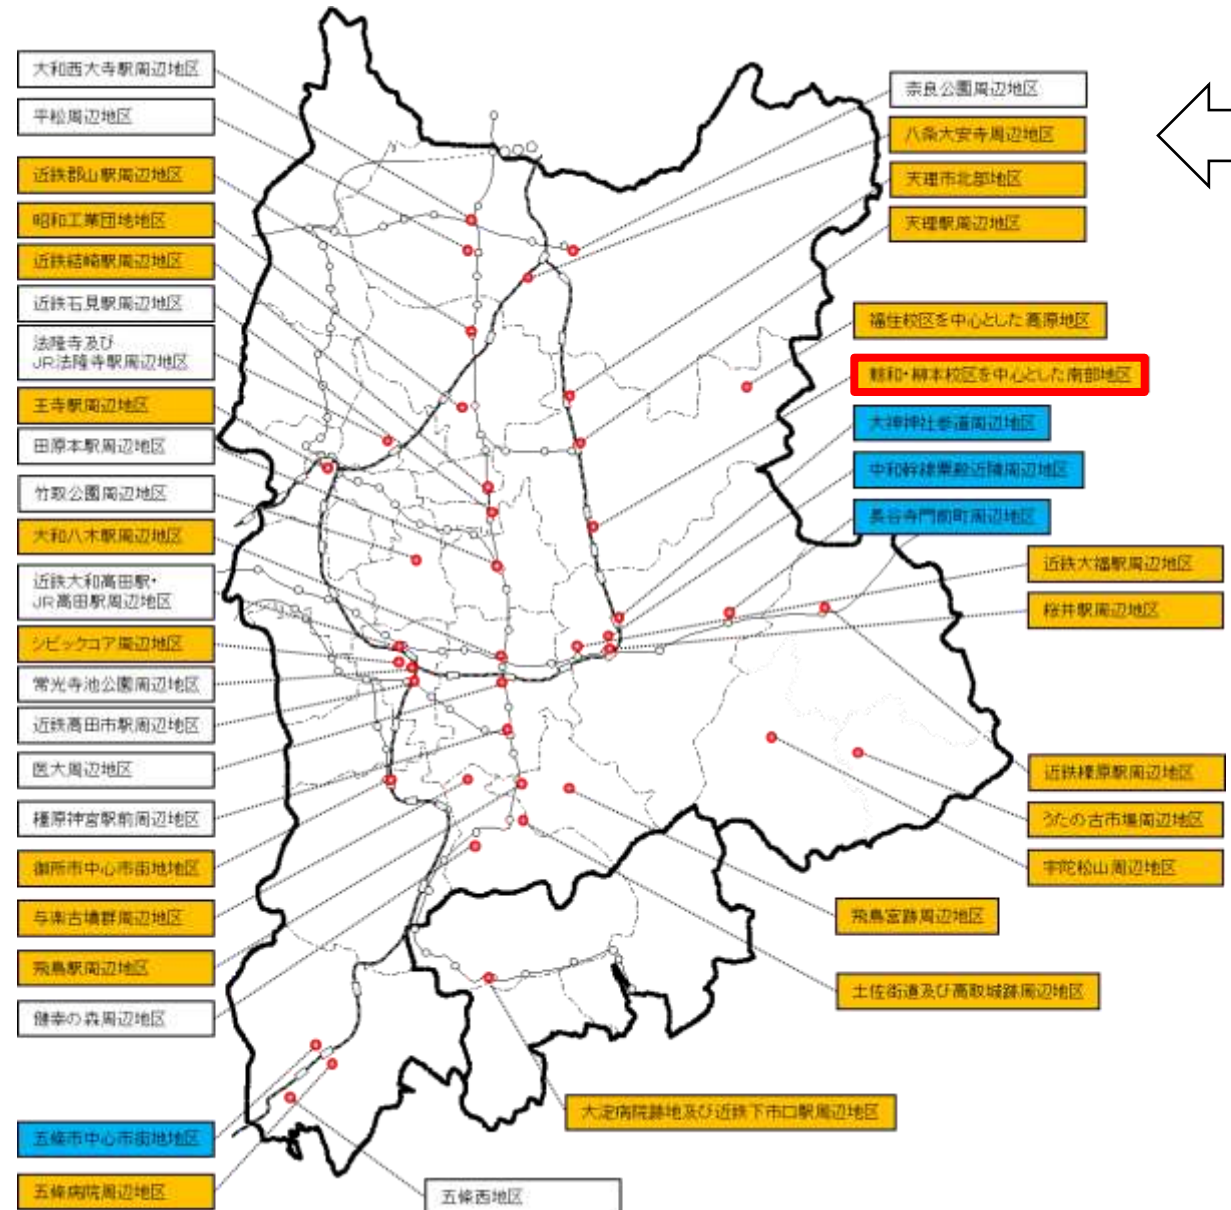 大和西大寺駅周辺地区
平松周辺地区
近鉄郡山駅周辺地区
昭和工業団地地区
近鉄結崎駅周辺地区
近鉄石見駅周辺地区
法隆寺及び
JR法隆寺駅周辺地区
王寺駅周辺地区
田原本駅周辺地区
竹取公園周辺地区
大和八木駅周辺地区
近鉄大和高田駅・
JR高田駅周辺地区
シビックコア周辺地区
常光寺池公園周辺地区
近鉄高田市駅周辺地区
医大周辺地区
橿原神宮駅前周辺地区
御所市中心市街地地区
与楽古墳群周辺地区
飛鳥駅周辺地区
健幸の森周辺地区
五條市中心市街地地区
五條病院周辺地区
五條西地区
奈良公園周辺地区
八条大安寺周辺地区
天理市北部地区
天理駅周辺地区
福住校区を中心とした高原地区
朝和・柳本校区を中心とした南部地区
大神神社参道周辺地区
中和幹線粟殿近隣周辺地区
長谷寺門前町周辺地区
近鉄大福駅周辺地区
桜井駅周辺地区
近鉄榛原駅周辺地区
うたの古市場周辺地区
宇陀松山周辺地区
飛鳥宮跡周辺地区
土佐街道及び高取城跡周辺地区
大淀病院跡地及び近鉄下市口駅周辺地区